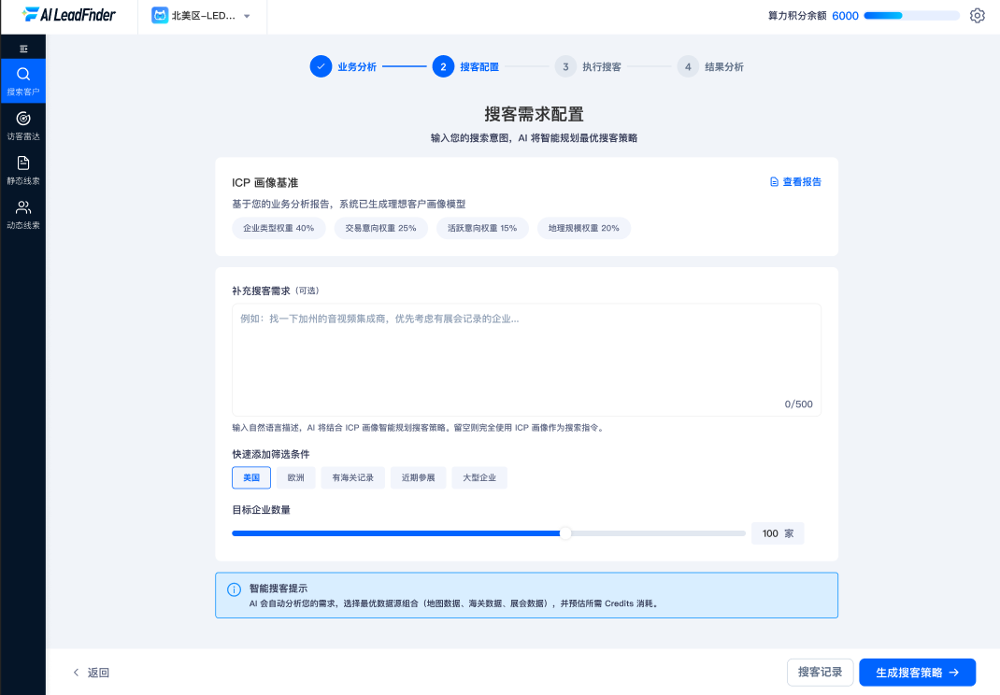 AI LeadFinder
北美区-LED...
算力积分余额 6000
搜索客户
访客雷达
静态线索
动态线索
业务分析
2 搜客配置
3 执行搜客
4 结果分析
搜客需求配置
输入您的搜索意图，AI 将智能规划最优搜客策略
ICP 画像基准
查看报告
基于您的业务分析报告，系统已生成理想客户画像模型
企业类型权重 40%
交易意向权重 25%
活跃意向权重 15%
地理规模权重 20%
补充搜客需求（可选）
例如：找一下加州的音视频集成商，优先考虑有展会记录的企业...
0/500
输入自然语言描述，AI 将结合 ICP 画像智能规划搜客策略。留空则完全使用 ICP 画像作为搜索指令。
快速添加筛选条件
美国
欧洲
有海关记录
近期参展
大型企业
目标企业数量
100 家
智能搜客提示
AI 会自动分析您的需求，选择最优数据源组合（地图数据、海关数据、展会数据），并预估所需 Credits 消耗。
返回
搜客记录
生成搜客策略